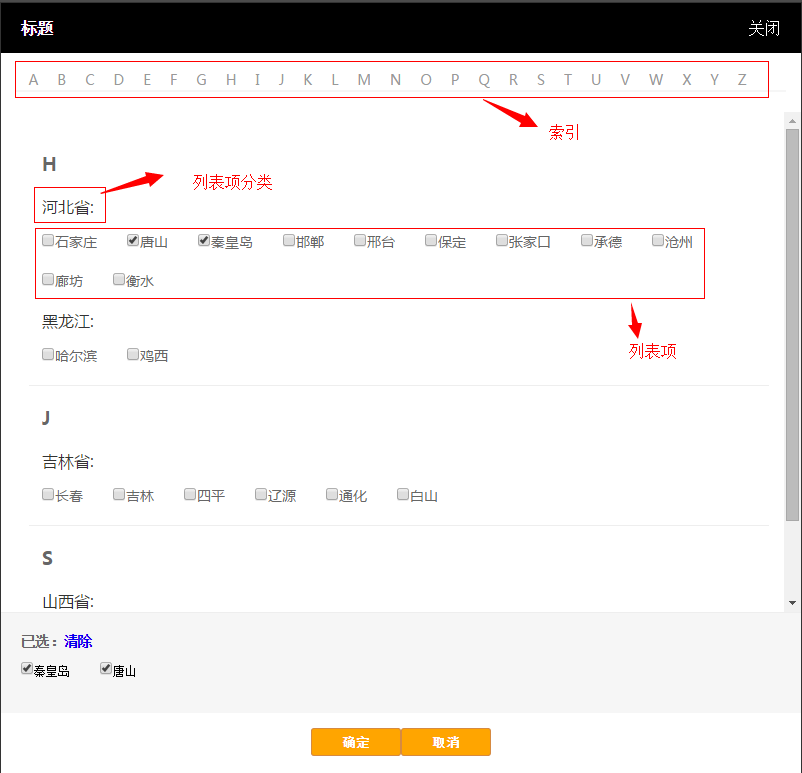 标题 关闭
A B C D E F G H I J K L M N O P Q R S T U V W X Y Z
索引
H
列表项分类
河北省:
石家庄 唐山 秦皇岛 邯郸 邢台 保定 张家口 承德 沧州
廊坊 衡水
黑龙江:
列表项
哈尔滨 鸡西
J
吉林省:
长春 吉林 四平 辽源 通化 白山
S
山西省:
已选：清除
秦皇岛 唐山
确定 取消